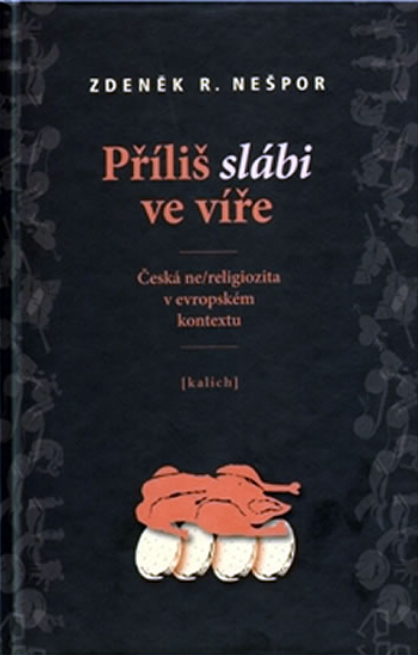 ZDENĚK R. NEŠPOR
Příliš slábi
ve víře
Česká ne/religiozita
v evropském
kontextu
[kalich]